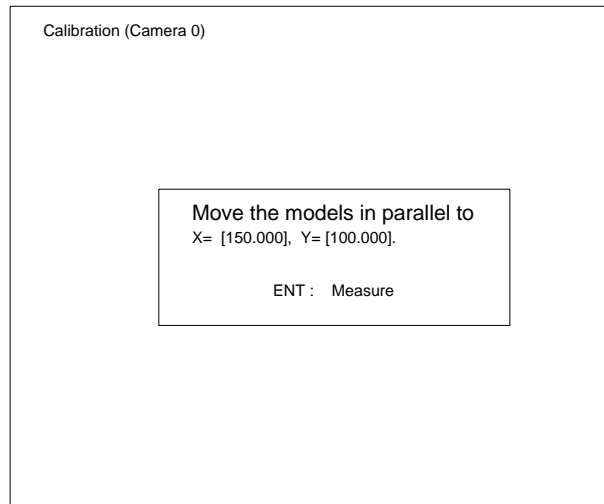 Calibration (Camera 0)
Move the models in parallel to
X= [150.000], Y= [100.000].
ENT : Measure